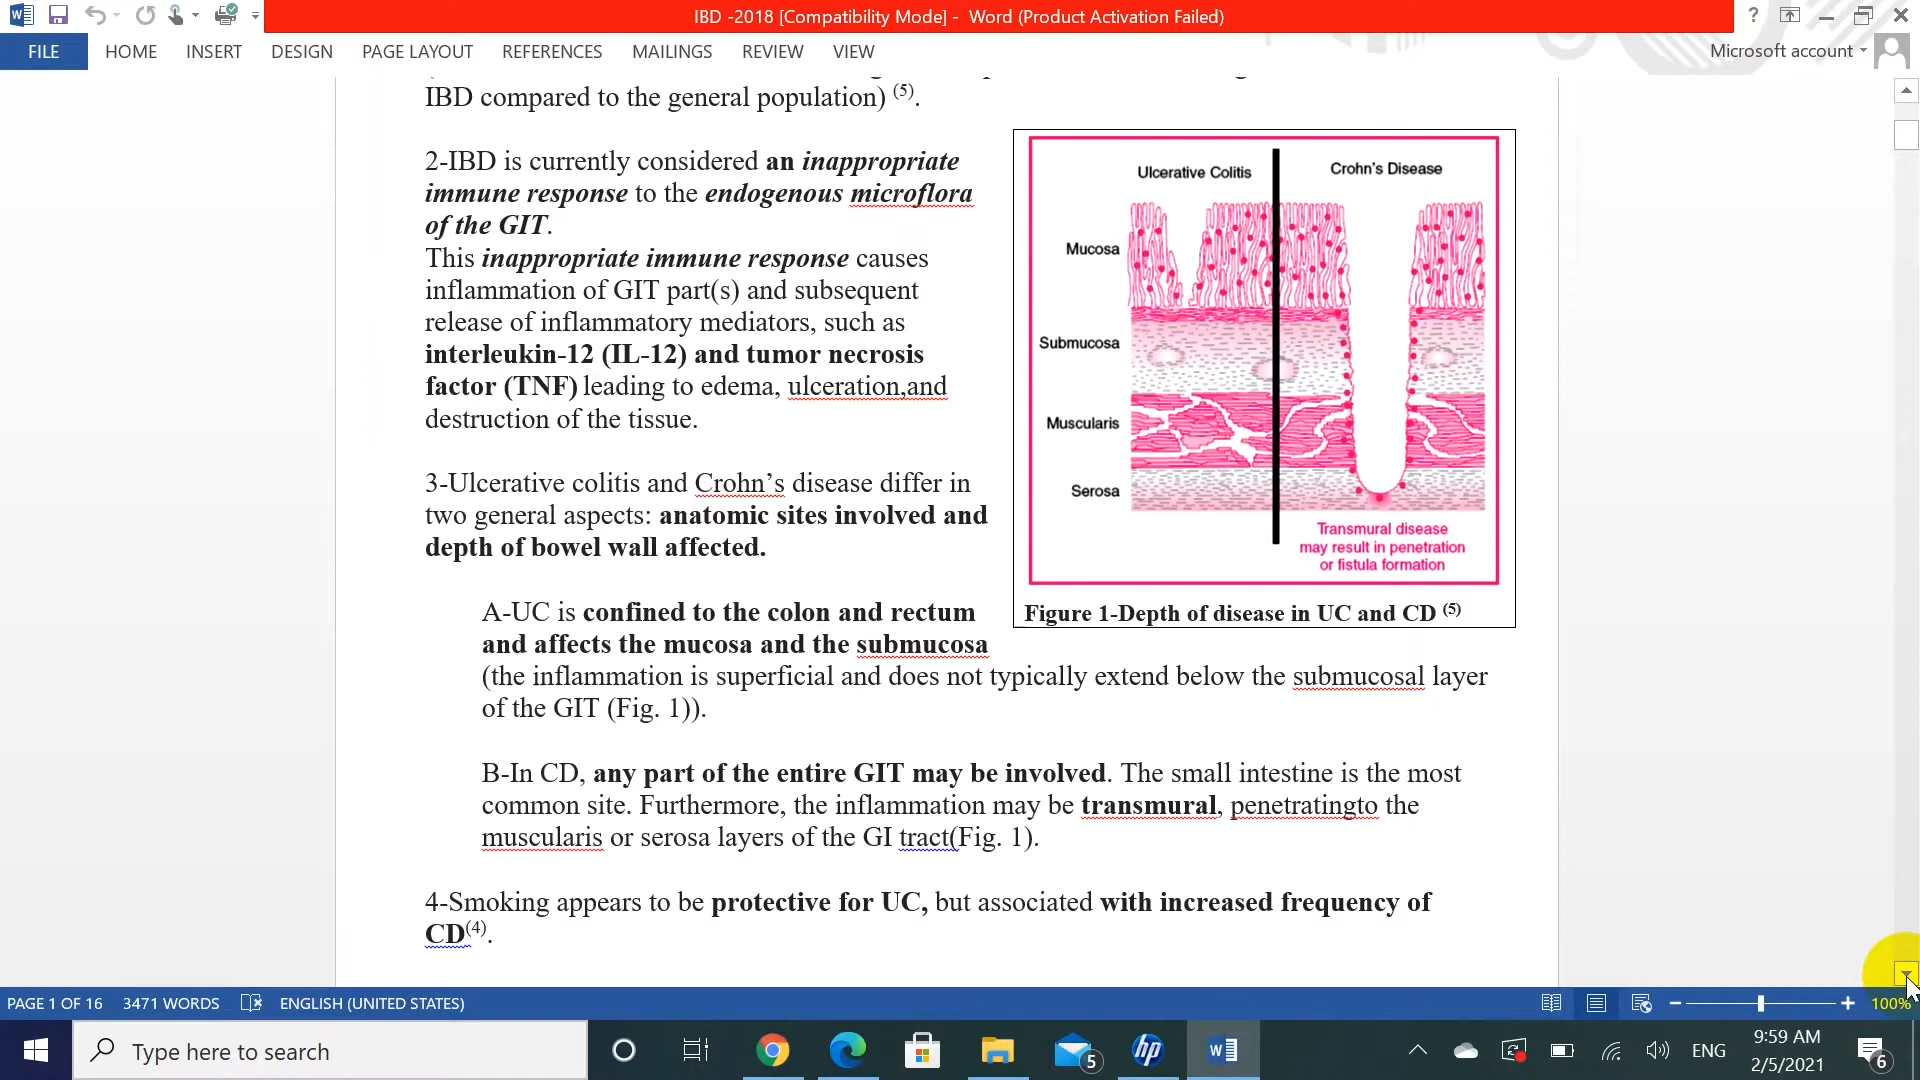 IBD -2018 [Compatibility Mode] - Word (Product Activation Failed)
?
FILE HOME INSERT DESIGN PAGE LAYOUT REFERENCES MAILINGS REVIEW VIEW
Microsoft account
IBD compared to the general population) (5).
2-IBD is currently considered an inappropriate
immune response to the endogenous microflora
of the GIT.
This inappropriate immune response causes
inflammation of GIT part(s) and subsequent
release of inflammatory mediators, such as
interleukin-12 (IL-12) and tumor necrosis
factor (TNF) leading to edema, ulceration,and
destruction of the tissue.
3-Ulcerative colitis and Crohn’s disease differ in
two general aspects: anatomic sites involved and
depth of bowel wall affected.
Ulcerative Colitis
Crohn's Disease
Mucosa
Submucosa
Muscularis
Serosa
Transmural disease
may result in penetration
or fistula formation
Figure 1-Depth of disease in UC and CD (5)
A-UC is confined to the colon and rectum
and affects the mucosa and the submucosa
(the inflammation is superficial and does not typically extend below the submucosal layer
of the GIT (Fig. 1)).
B-In CD, any part of the entire GIT may be involved. The small intestine is the most
common site. Furthermore, the inflammation may be transmural, penetratingto the
muscularis or serosa layers of the GI tract(Fig. 1).
4-Smoking appears to be protective for UC, but associated with increased frequency of
CD(4).
PAGE 1 OF 16 3471 WORDS ENGLISH (UNITED STATES)
100%
Type here to search
5
hp
ENG
9:59 AM
2/5/2021
6